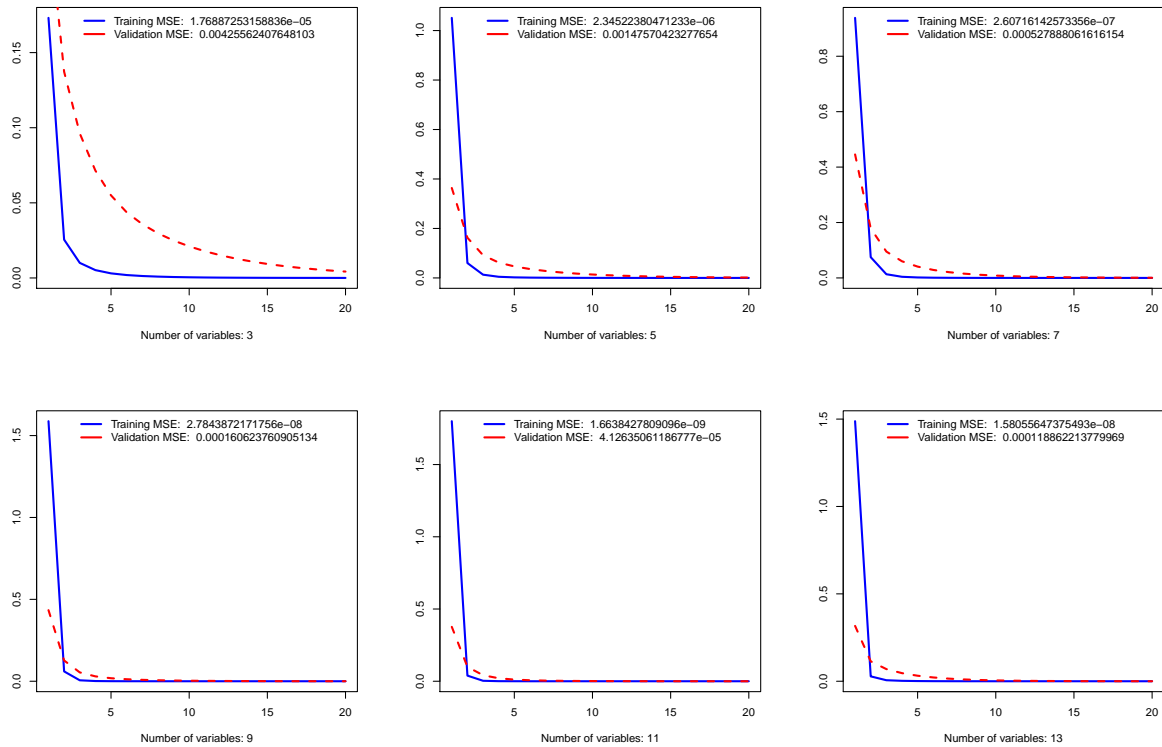 Training MSE: 1.76887253158836e−05
Validation MSE: 0.00425562407648103
0.15
0.10
0.05
0.00
5 10 15 20
Number of variables: 3
Training MSE: 2.34522380471233e−06
Validation MSE: 0.00147570423277654
1.0
0.8
0.6
0.4
0.2
0.0
5 10 15 20
Number of variables: 5
Training MSE: 2.60716142573356e−07
Validation MSE: 0.000527888061616154
0.8
0.6
0.4
0.2
0.0
5 10 15 20
Number of variables: 7
Training MSE: 2.7843872171756e−08
Validation MSE: 0.000160623760905134
1.5
1.0
0.5
0.0
5 10 15 20
Number of variables: 9
Training MSE: 1.6638427809096e−09
Validation MSE: 4.12635061186777e−05
1.5
1.0
0.5
0.0
5 10 15 20
Number of variables: 11
Training MSE: 1.58055647375493e−08
Validation MSE: 0.000118862213779969
1.5
1.0
0.5
0.0
5 10 15 20
Number of variables: 13